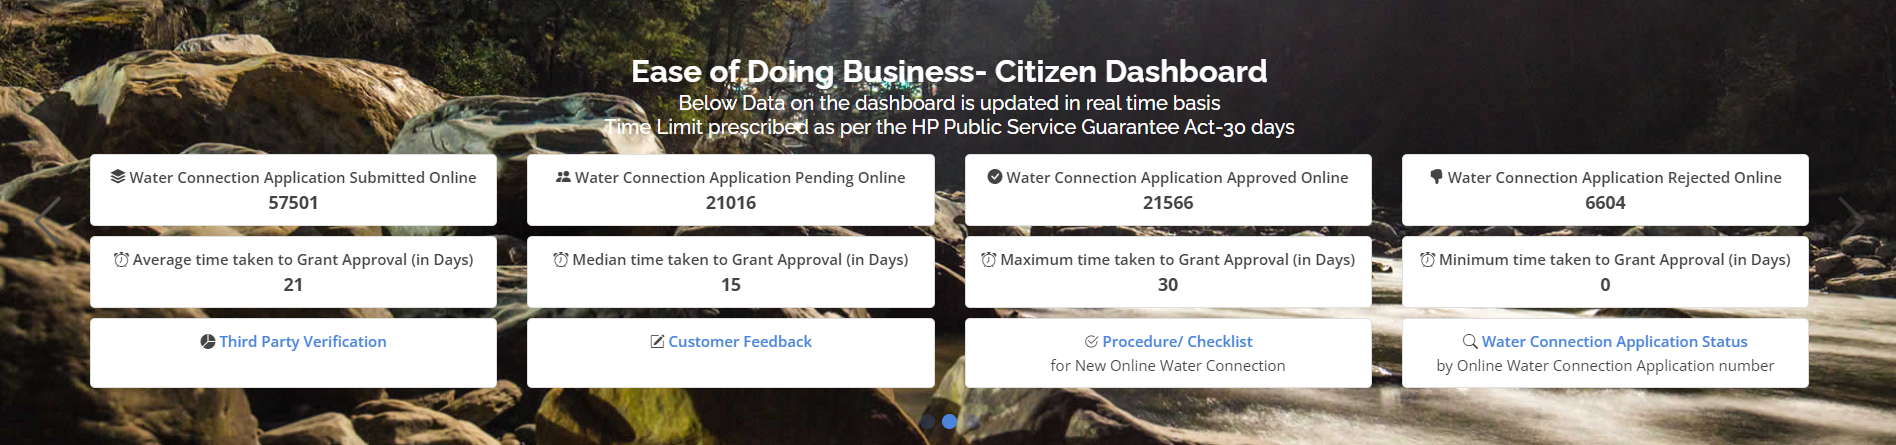 Ease of Doing Business- Citizen Dashboard
Below Data on the dashboard is updated in real time basis
Time Limit prescribed as per the HP Public Service Guarantee Act-30 days
Water Connection Application Submitted Online
57501
Water Connection Application Pending Online
21016
Water Connection Application Approved Online
21566
Water Connection Application Rejected Online
6604
Average time taken to Grant Approval (in Days)
21
Median time taken to Grant Approval (in Days)
15
Maximum time taken to Grant Approval (in Days)
30
Minimum time taken to Grant Approval (in Days)
0
Third Party Verification
Customer Feedback
Procedure/ Checklist
for New Online Water Connection
Water Connection Application Status
by Online Water Connection Application number